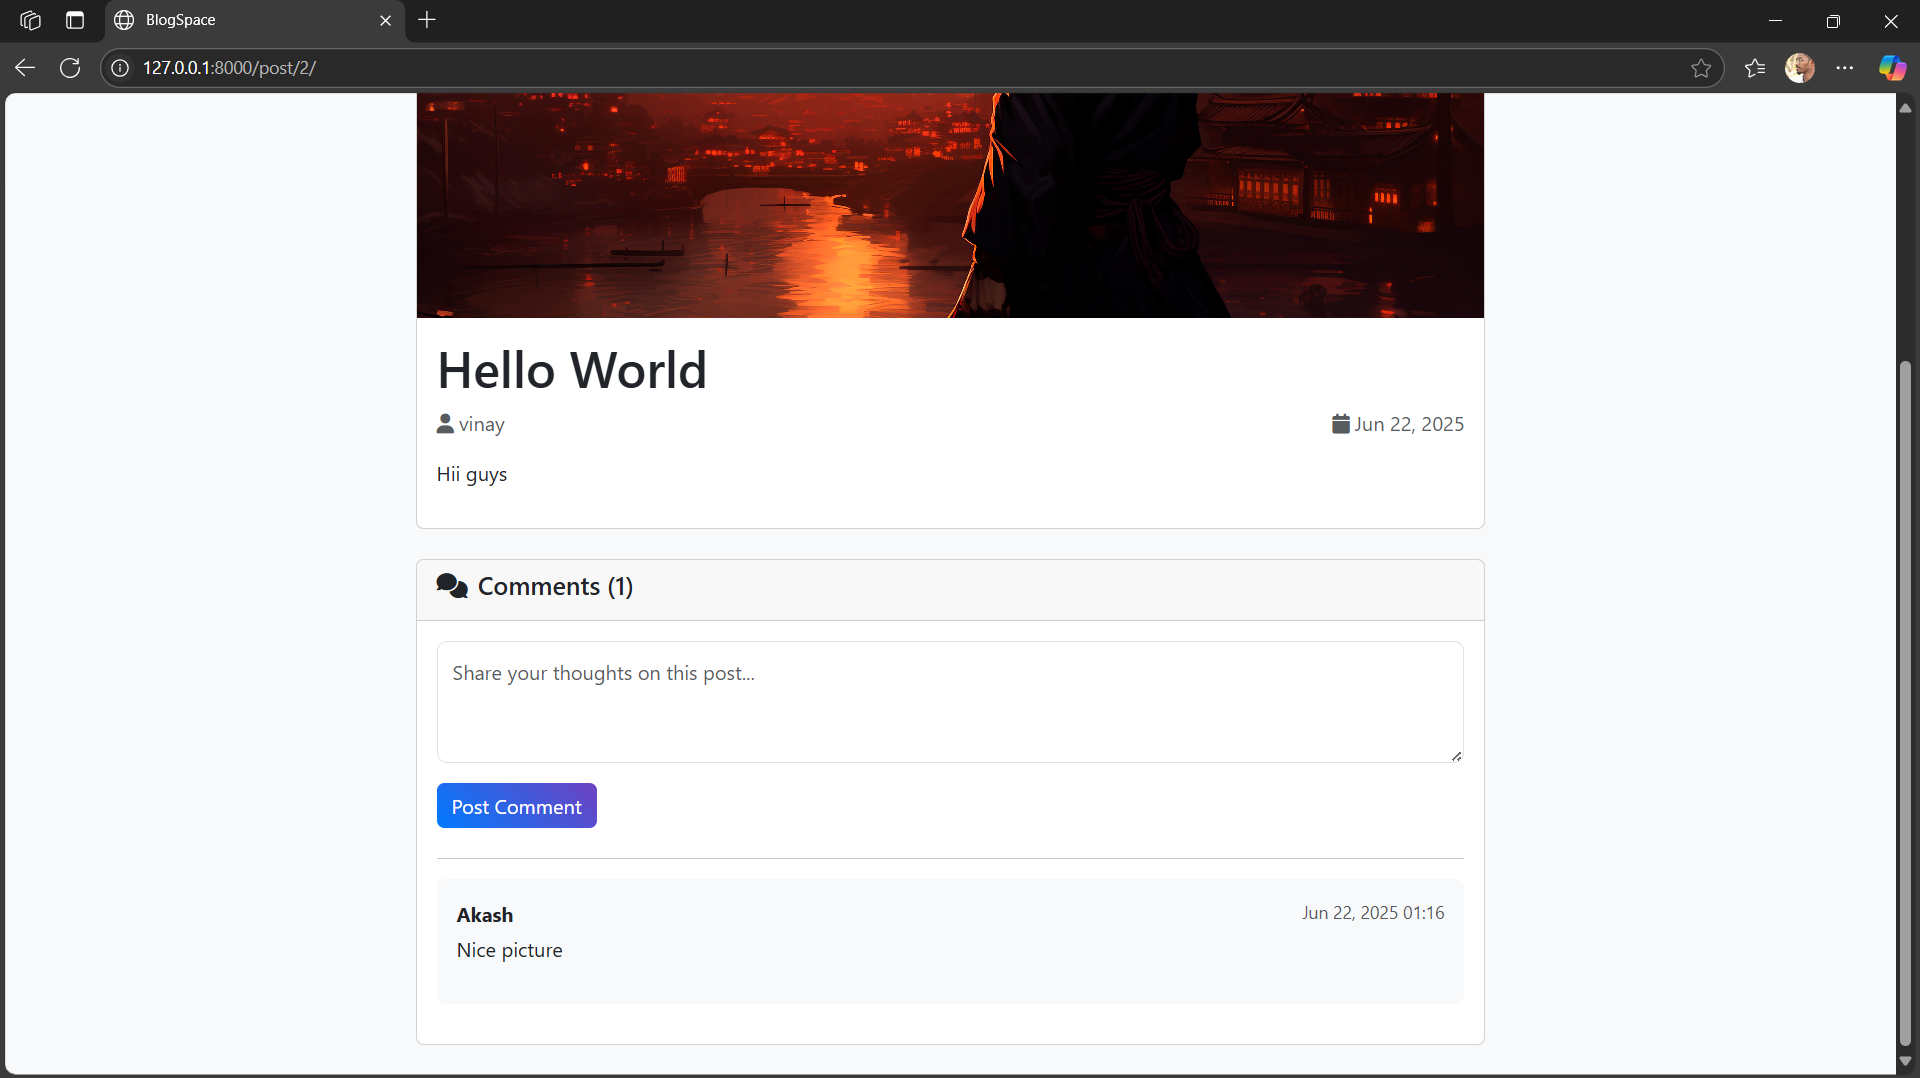 BlogSpace
127.0.0.1:8000/post/2/
Hello World
vinay
Jun 22, 2025
Hii guys
Comments (1)
Share your thoughts on this post...
Post Comment
Akash
Jun 22, 2025 01:16
Nice picture